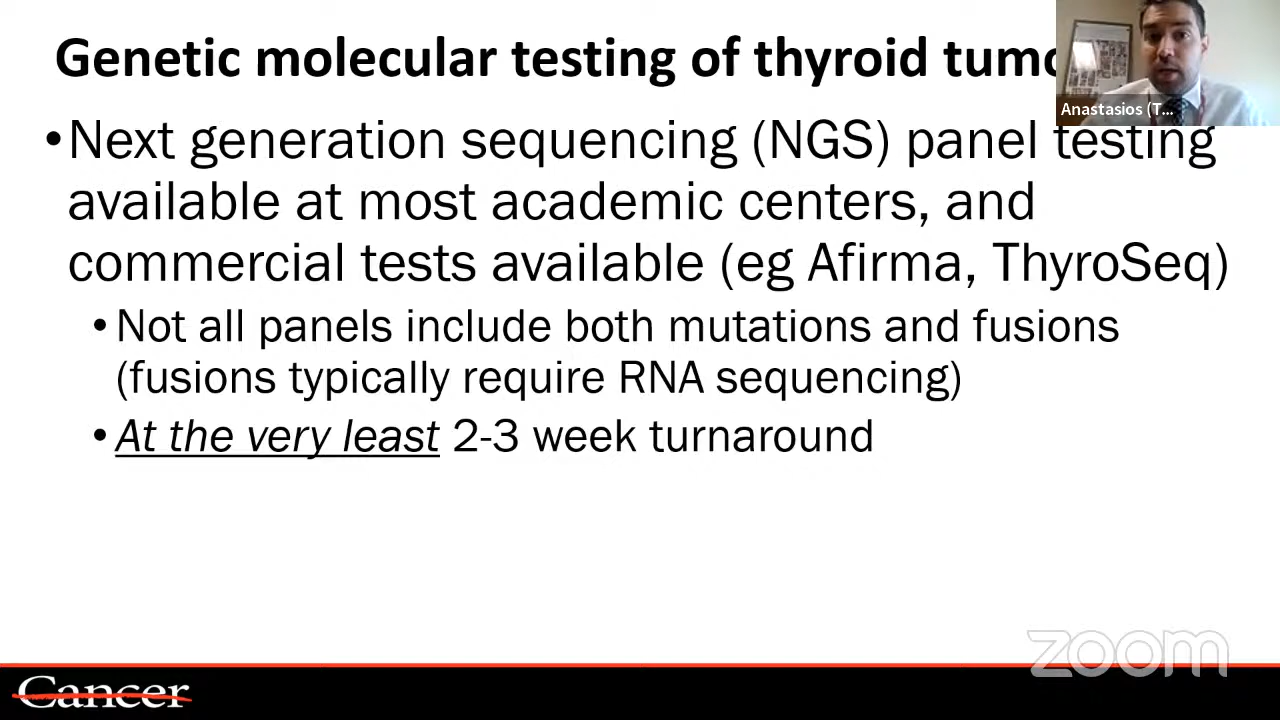 Genetic molecular testing of thyroid
Anastasios (T...
•Next generation sequencing (NGS) panel testing
available at most academic centers, and
commercial tests available (eg Afirma, ThyroSeq)
•Not all panels include both mutations and fusions
(fusions typically require RNA sequencing)
•At the very least 2-3 week turnaround
zoom
Cancer